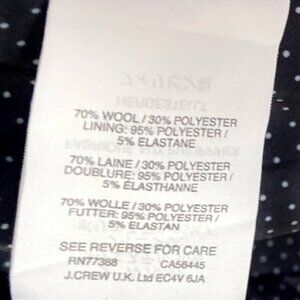 70% WOOL / 30% POLYESTER
LINING: 95% POLYESTER /
5% ELASTANE
70% LAINE / 30% POLYESTER
DOUBLURE: 95% POLYESTER /
5% ÉLASTHANNE
70% WOLLE / 30% POLYESTER
FUTTER: 95% POLYESTER /
5% ELASTAN
SEE REVERSE FOR CARE
RN77388 CA56445
J.CREW U.K. Ltd EC4V 6JA